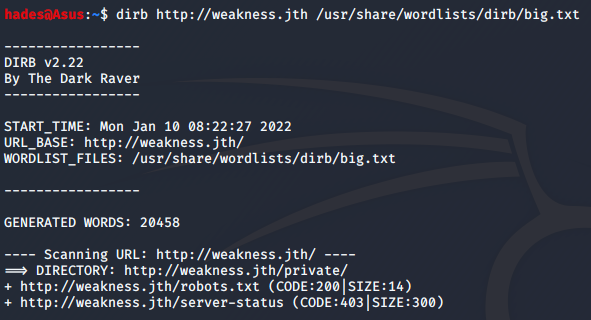 hades@Asus:~$ dirb http://weakness.jth /usr/share/wordlists/dirb/big.txt
-----------------
DIRB v2.22
By The Dark Raver
-----------------
START_TIME: Mon Jan 10 08:22:27 2022
URL_BASE: http://weakness.jth/
WORDLIST_FILES: /usr/share/wordlists/dirb/big.txt
-----------------
GENERATED WORDS: 20458
---- Scanning URL: http://weakness.jth/ ----
==> DIRECTORY: http://weakness.jth/private/
+ http://weakness.jth/robots.txt (CODE:200|SIZE:14)
+ http://weakness.jth/server-status (CODE:403|SIZE:300)